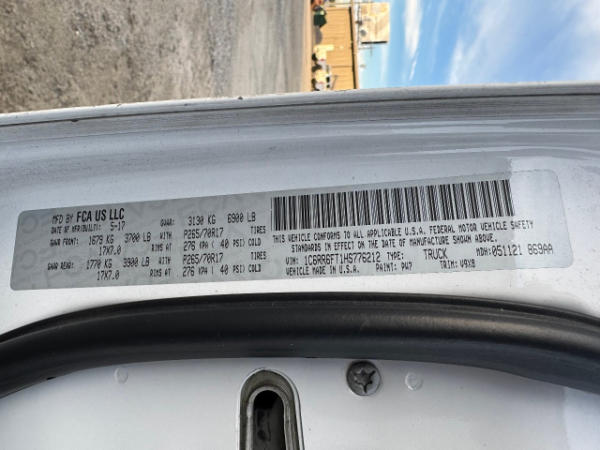 MFD BY FCA US LLC
DATE OF MFR(BUILT): 5-17 GVWR: 3130 KG 6900 LB
GAWR FRONT: 1679 KG 3700 LB P265/70R17 TIRES
17X7.0 RIMS AT 276 KPA ( 40 PSI) COLD
GAWR REAR: 1770 KG 3900 LB P265/70R17 TIRES
17X7.0 RIMS AT 276 KPA ( 40 PSI) COLD
THIS VEHICLE CONFORMS TO ALL APPLICABLE U.S.A. FEDERAL MOTOR VEHICLE SAFETY
STANDARDS IN EFFECT ON THE DATE OF MANUFACTURE SHOWN ABOVE.
VIN: 1C6RR6FT1HS776212 TYPE: TRUCK MDH: 051121 869AA
VEHICLE MADE IN U.S.A. PAINT: PW7 TRIM: V9X8